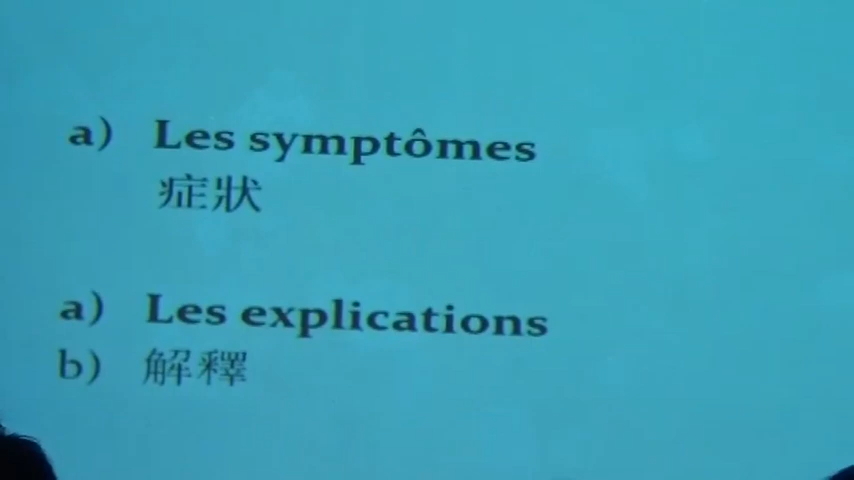 a) Les symptômes
症狀
a) Les explications
b) 解釋